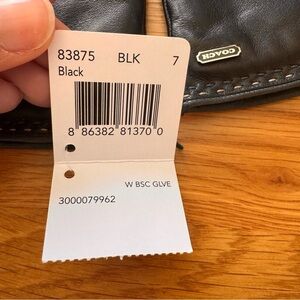 83875 BLK 7
Black
8 86382 81370 0
W BSC GLVE
3000079962
COACH